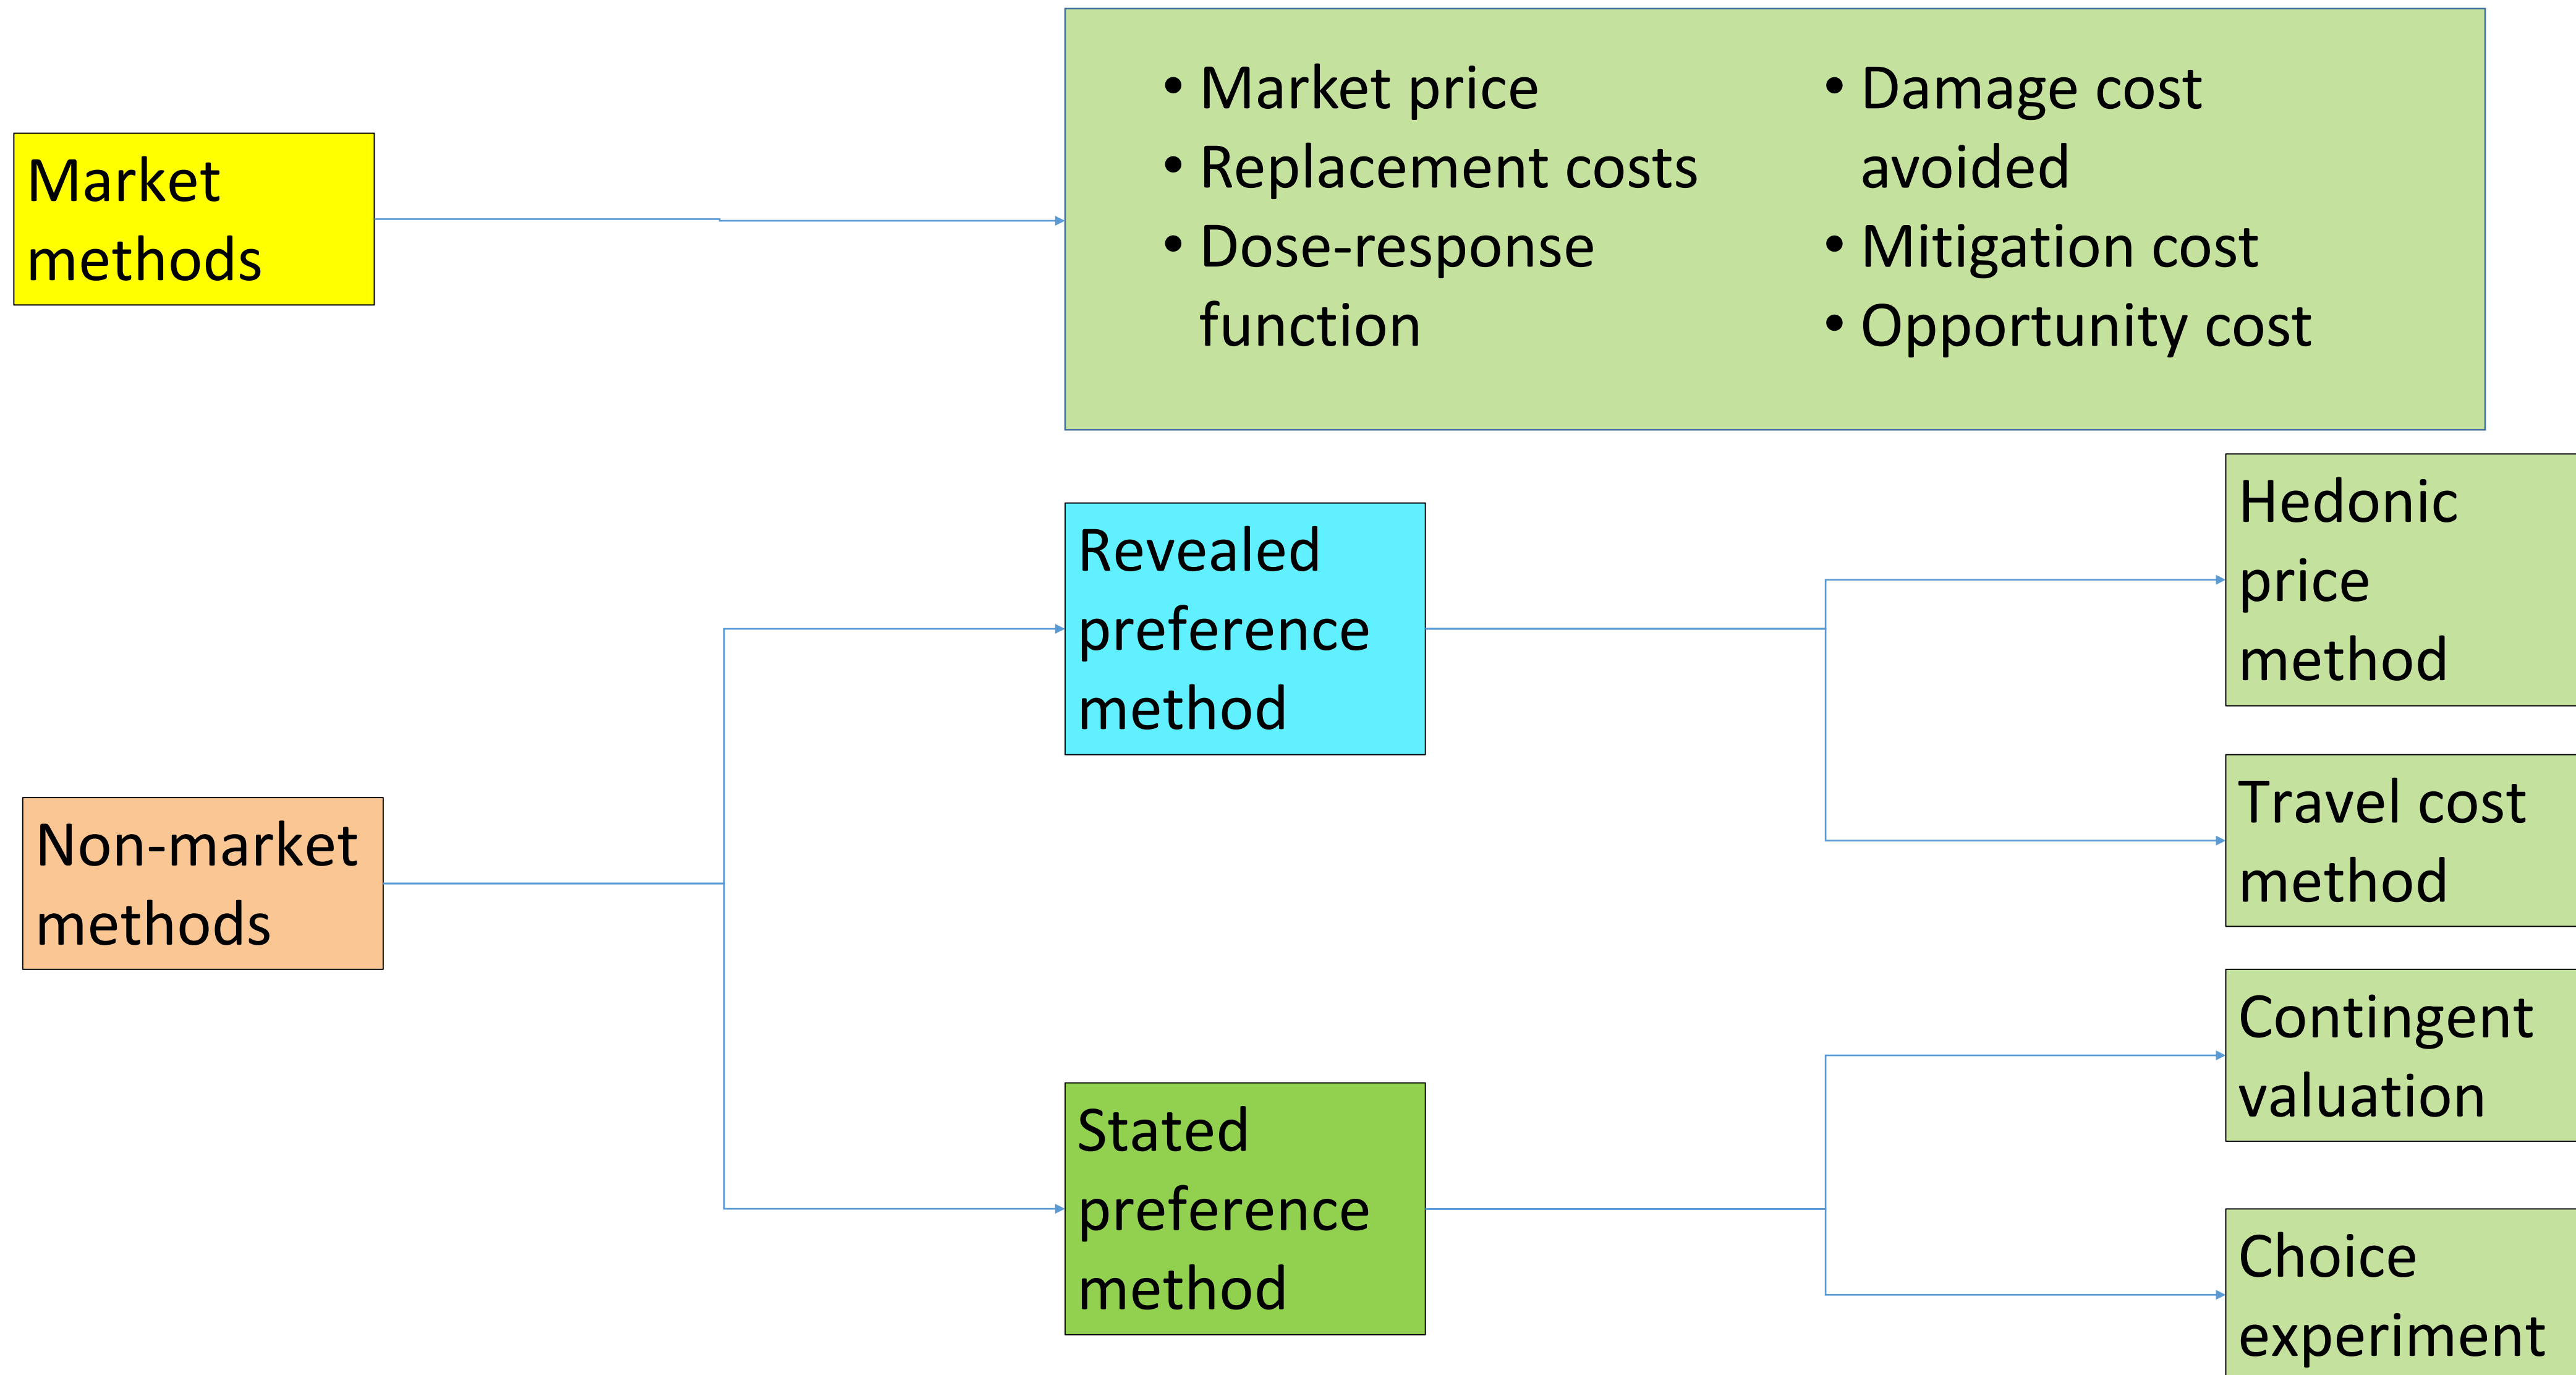 Market
methods
• Market price
• Replacement costs
• Dose-response
function
• Damage cost
avoided
• Mitigation cost
• Opportunity cost
Non-market
methods
Revealed
preference
method
Hedonic
price
method
Travel cost
method
Stated
preference
method
Contingent
valuation
Choice
experiment